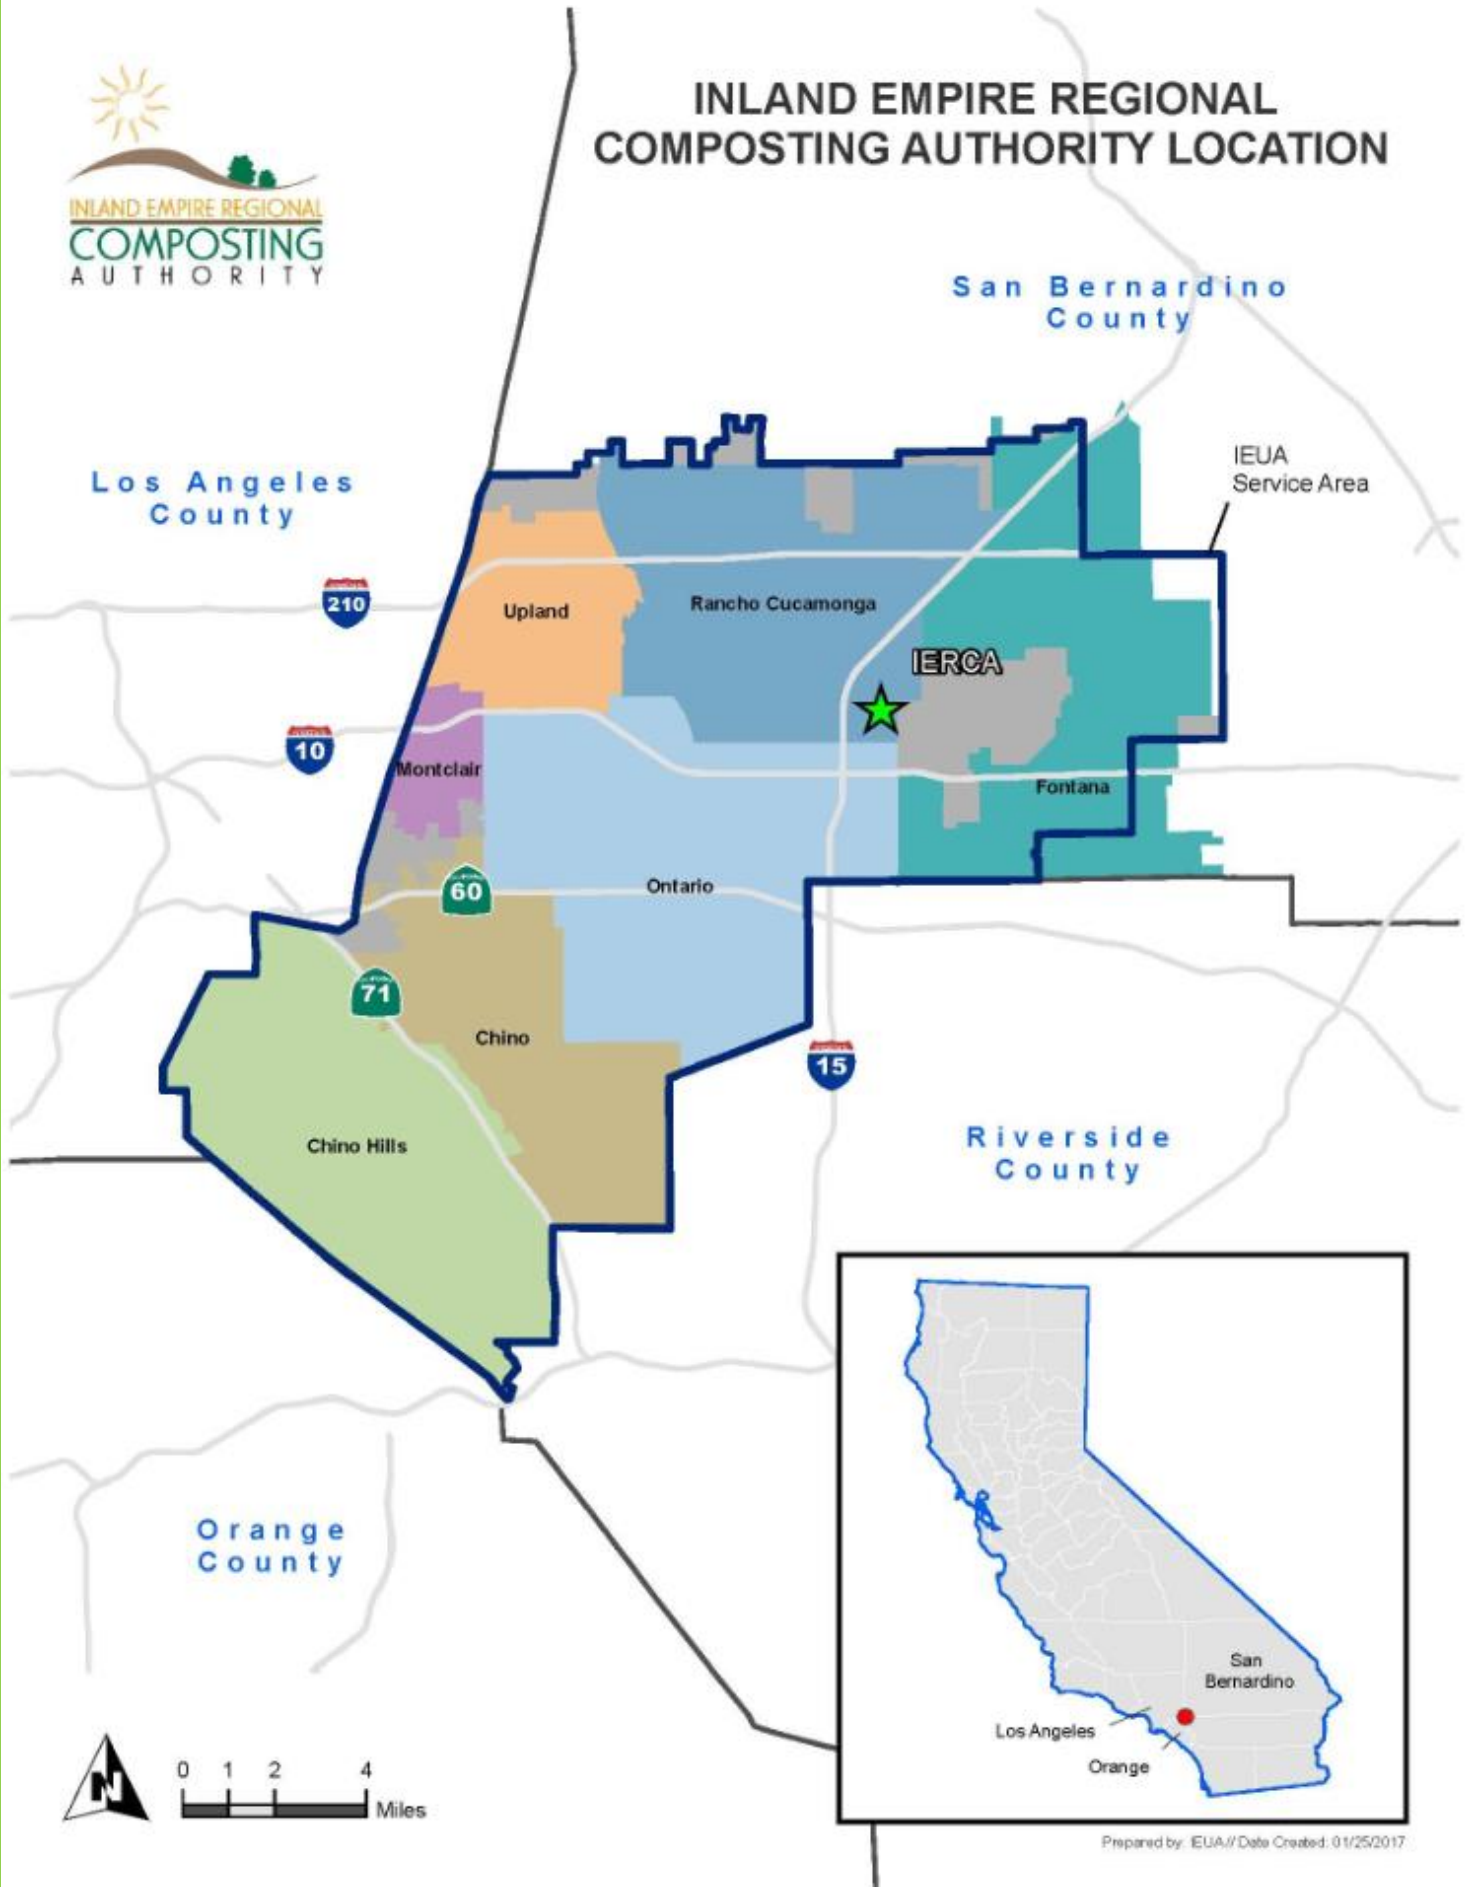 INLAND EMPIRE REGIONAL
COMPOSTING AUTHORITY LOCATION
INLAND EMPIRE REGIONAL
COMPOSTING
AUTHORITY
San Bernardino
County
Los Angeles
County
IEUA
Service Area
210
Upland
Rancho Cucamonga
IERCA
10
Montclair
Fontana
60
Ontario
71
Chino
15
Chino Hills
Riverside
County
Orange
County
San
Bernardino
Los Angeles
Orange
N
0 1 2 4
Miles
Prepared by: IEUA// Date Created: 01/25/2017